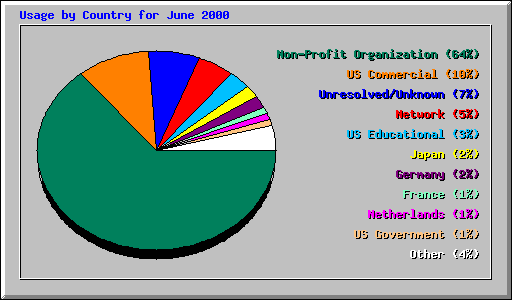 Usage by Country for June 2000
Non-Profit Organization (64%)
US Commercial (10%)
Unresolved/Unknown (7%)
Network (5%)
US Educational (3%)
Japan (2%)
Germany (2%)
France (1%)
Netherlands (1%)
US Government (1%)
Other (4%)